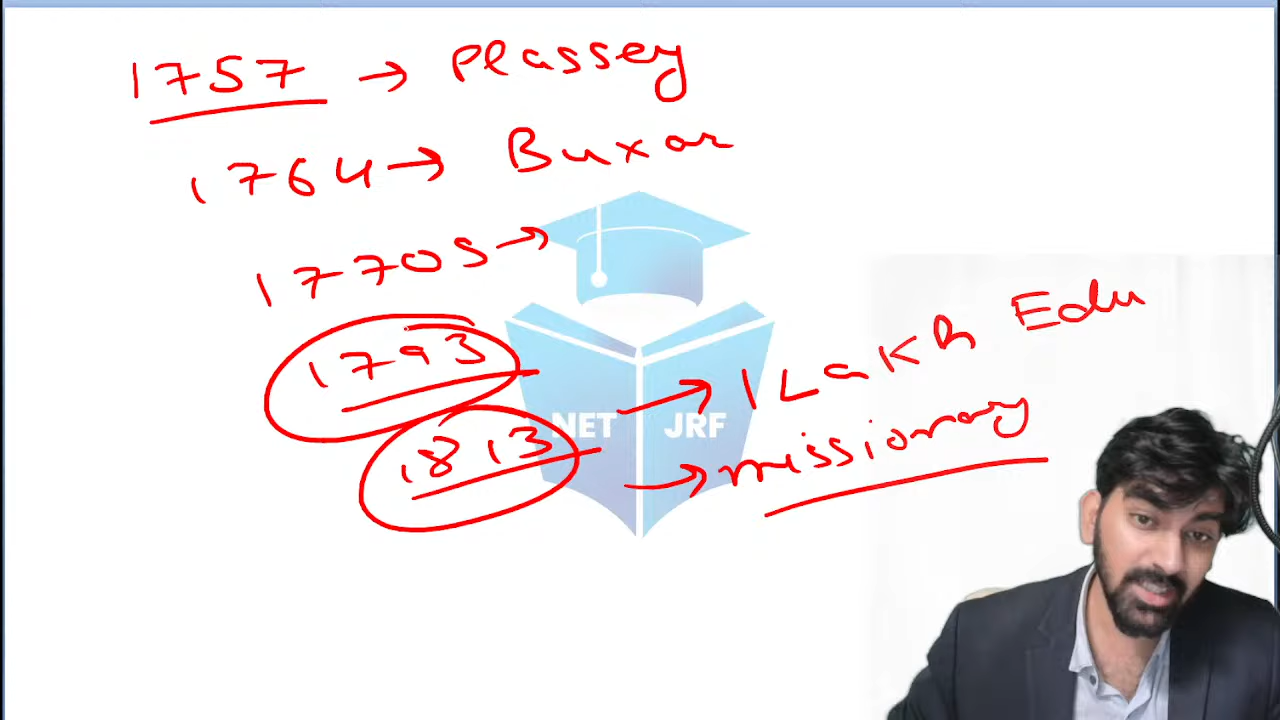 1757 → Plassey
1764 → Buxar
1770s →
1793
1813 → 1 Lakh Edu
→ missionary
NET JRF